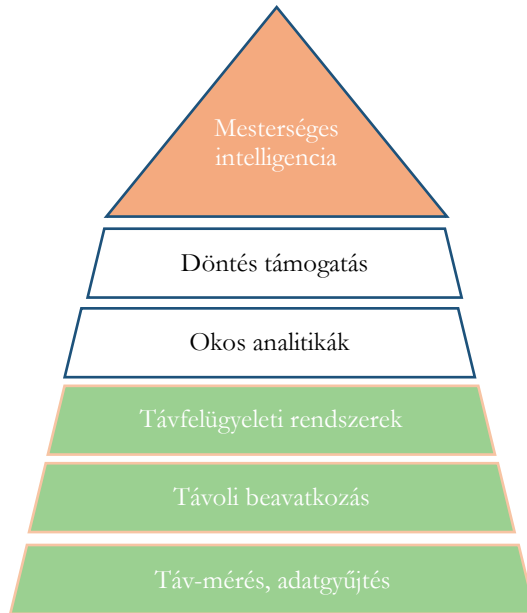 Mesterséges
intelligencia
Döntés támogatás
Okos analitikák
Távfelügyeleti rendszerek
Távoli beavatkozás
Táv-mérés, adatgyűjtés